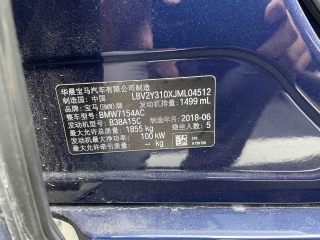 华晨宝马汽车有限公司制造
制造国：中国 LBV2Y310XJML04512
品牌：宝马(BMW)牌 发动机排量：1499 mL
整车型号：BMW7154AC
发动机型号：B38A15C 制造年月：2018-06
最大允许总质量：1855 kg 乘坐人数：5
发动机最大净功率：100 kW
最大允许牵引质量：-- kg